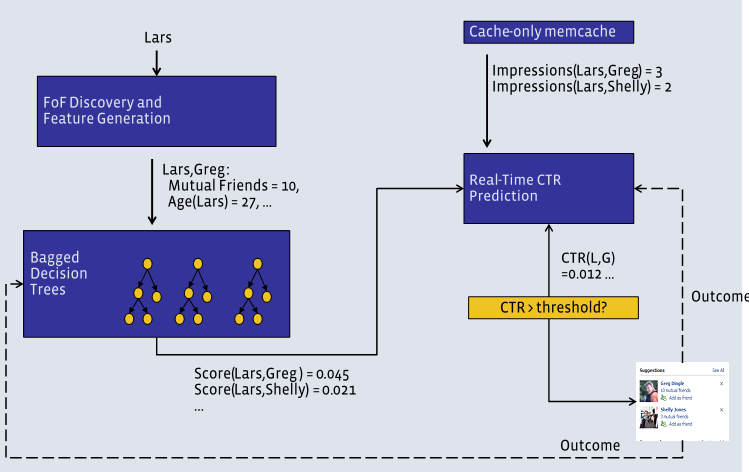 Lars
Cache-only memcache
Impressions(Lars,Greg) = 3
Impressions(Lars,Shelly) = 2
FoF Discovery and
Feature Generation
Lars,Greg:
Mutual Friends = 10,
Age(Lars) = 27, ...
Real-Time CTR
Prediction
Bagged
Decision
Trees
CTR(L,G)
=0.012 ...
CTR > threshold?
Outcome
Score(Lars,Greg) = 0.045
Score(Lars,Shelly) = 0.021
...
Suggestions See All
Greg Dingle x
10 mutual friends
Add as friend
Shelly Jones x
3 mutual friends
Add as friend
Outcome